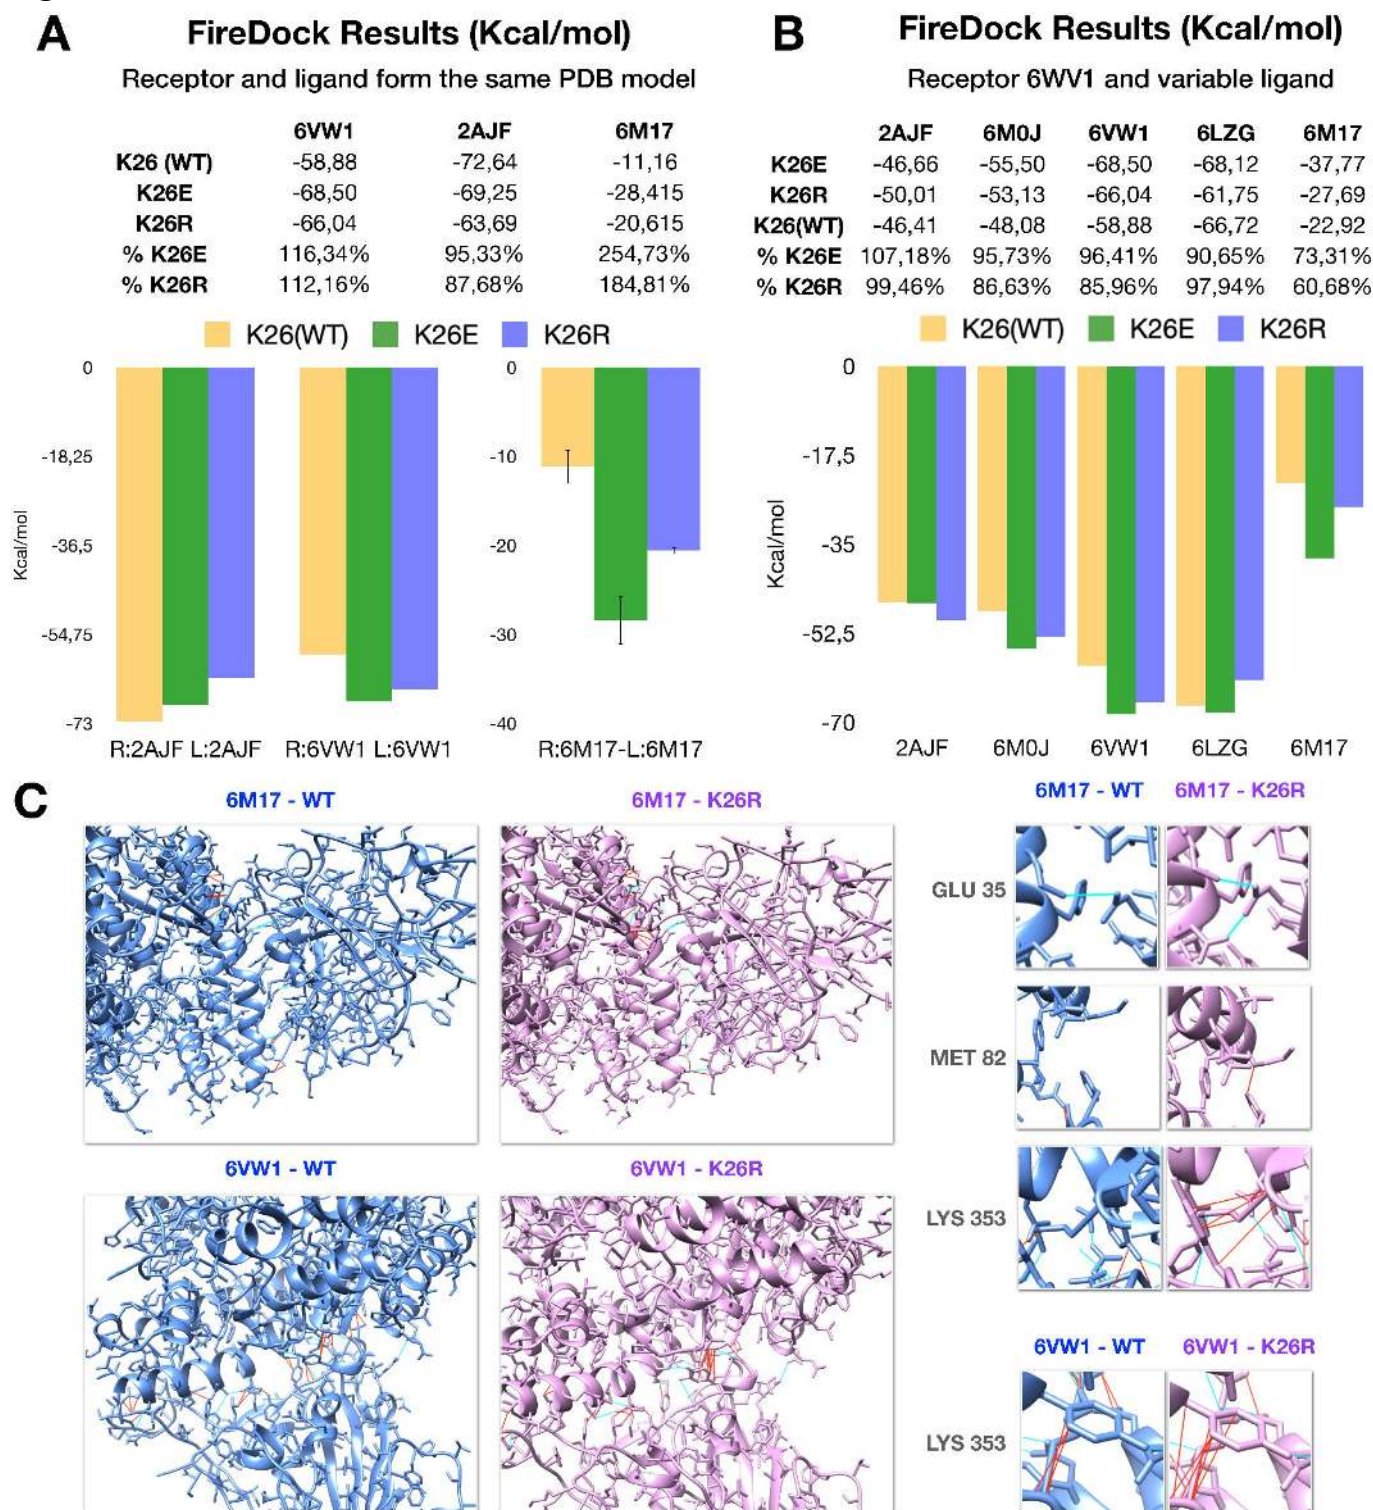 A
FireDock Results (Kcal/mol)
Receptor and ligand form the same PDB model
6VW1 2AJF 6M17
K26 (WT) -58,88 -72,64 -11,16
K26E -68,50 -69,25 -28,415
K26R -66,04 -63,69 -20,615
% K26E 116,34% 95,33% 254,73%
% K26R 112,16% 87,68% 184,81%
K26(WT) K26E K26R
0
-18,25
-36,5
-54,75
-73
Kcal/mol
R:2AJF L:2AJF R:6VW1 L:6VW1
0
-10
-20
-30
-40
R:6M17-L:6M17
B
FireDock Results (Kcal/mol)
Receptor 6WV1 and variable ligand
2AJF 6M0J 6VW1 6LZG 6M17
K26E -46,66 -55,50 -68,50 -68,12 -37,77
K26R -50,01 -53,13 -66,04 -61,75 -27,69
K26(WT) -46,41 -48,08 -58,88 -66,72 -22,92
% K26E 107,18% 95,73% 96,41% 90,65% 73,31%
% K26R 99,46% 86,63% 85,96% 97,94% 60,68%
K26(WT) K26E K26R
0
-17,5
-35
-52,5
-70
Kcal/mol
2AJF 6M0J 6VW1 6LZG 6M17
C
6M17 - WT 6M17 - K26R
6VW1 - WT 6VW1 - K26R
6M17 - WT 6M17 - K26R
GLU 35
MET 82
LYS 353
6VW1 - WT 6VW1 - K26R
LYS 353